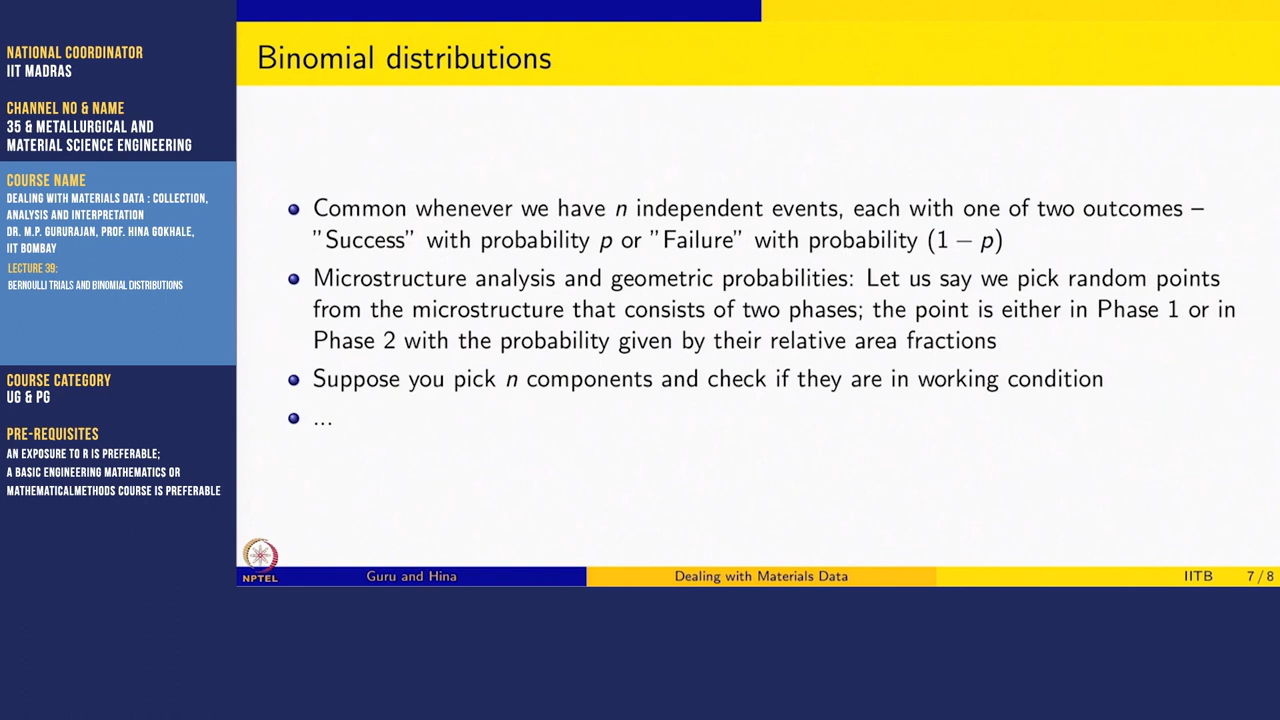 NATIONAL COORDINATOR
IIT MADRAS
CHANNEL NO & NAME
35 & METALLURGICAL AND
MATERIAL SCIENCE ENGINEERING
COURSE NAME
DEALING WITH MATERIALS DATA : COLLECTION,
ANALYSIS AND INTERPRETATION
DR. M.P. GURURAJAN, PROF. HINA GOKHALE,
IIT BOMBAY
LECTURE 39:
BERNOULLI TRIALS AND BINOMIAL DISTRIBUTIONS
COURSE CATEGORY
UG & PG
PRE-REQUISITES
AN EXPOSURE TO R IS PREFERABLE;
A BASIC ENGINEERING MATHEMATICS OR
MATHEMATICALMETHODS COURSE IS PREFERABLE
Binomial distributions
Common whenever we have n independent events, each with one of two outcomes –
"Success" with probability p or "Failure" with probability (1 − p)
Microstructure analysis and geometric probabilities: Let us say we pick random points
from the microstructure that consists of two phases; the point is either in Phase 1 or in
Phase 2 with the probability given by their relative area fractions
Suppose you pick n components and check if they are in working condition
...
NPTEL
Guru and Hina
Dealing with Materials Data
IITB
7 / 8